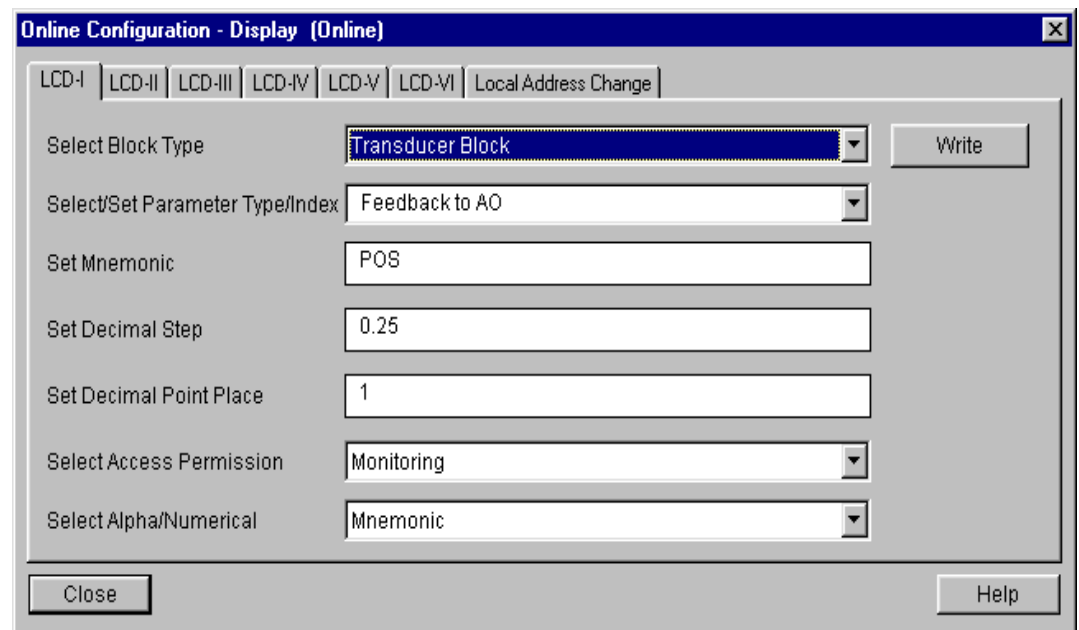 Online Configuration - Display (Online)
LCD-I LCD-II LCD-III LCD-IV LCD-V LCD-VI Local Address Change
Select Block Type Transducer Block Write
Select/Set Parameter Type/Index Feedback to AO
Set Mnemonic POS
Set Decimal Step 0.25
Set Decimal Point Place 1
Select Access Permission Monitoring
Select Alpha/Numerical Mnemonic
Close Help